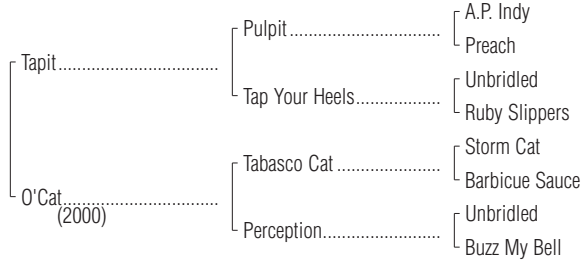 A.P. Indy
Pulpit
Preach
Tapit
Unbridled
Tap Your Heels
Ruby Slippers
Storm Cat
Tabasco Cat
Barbicue Sauce
O'Cat
(2000)
Unbridled
Perception
Buzz My Bell